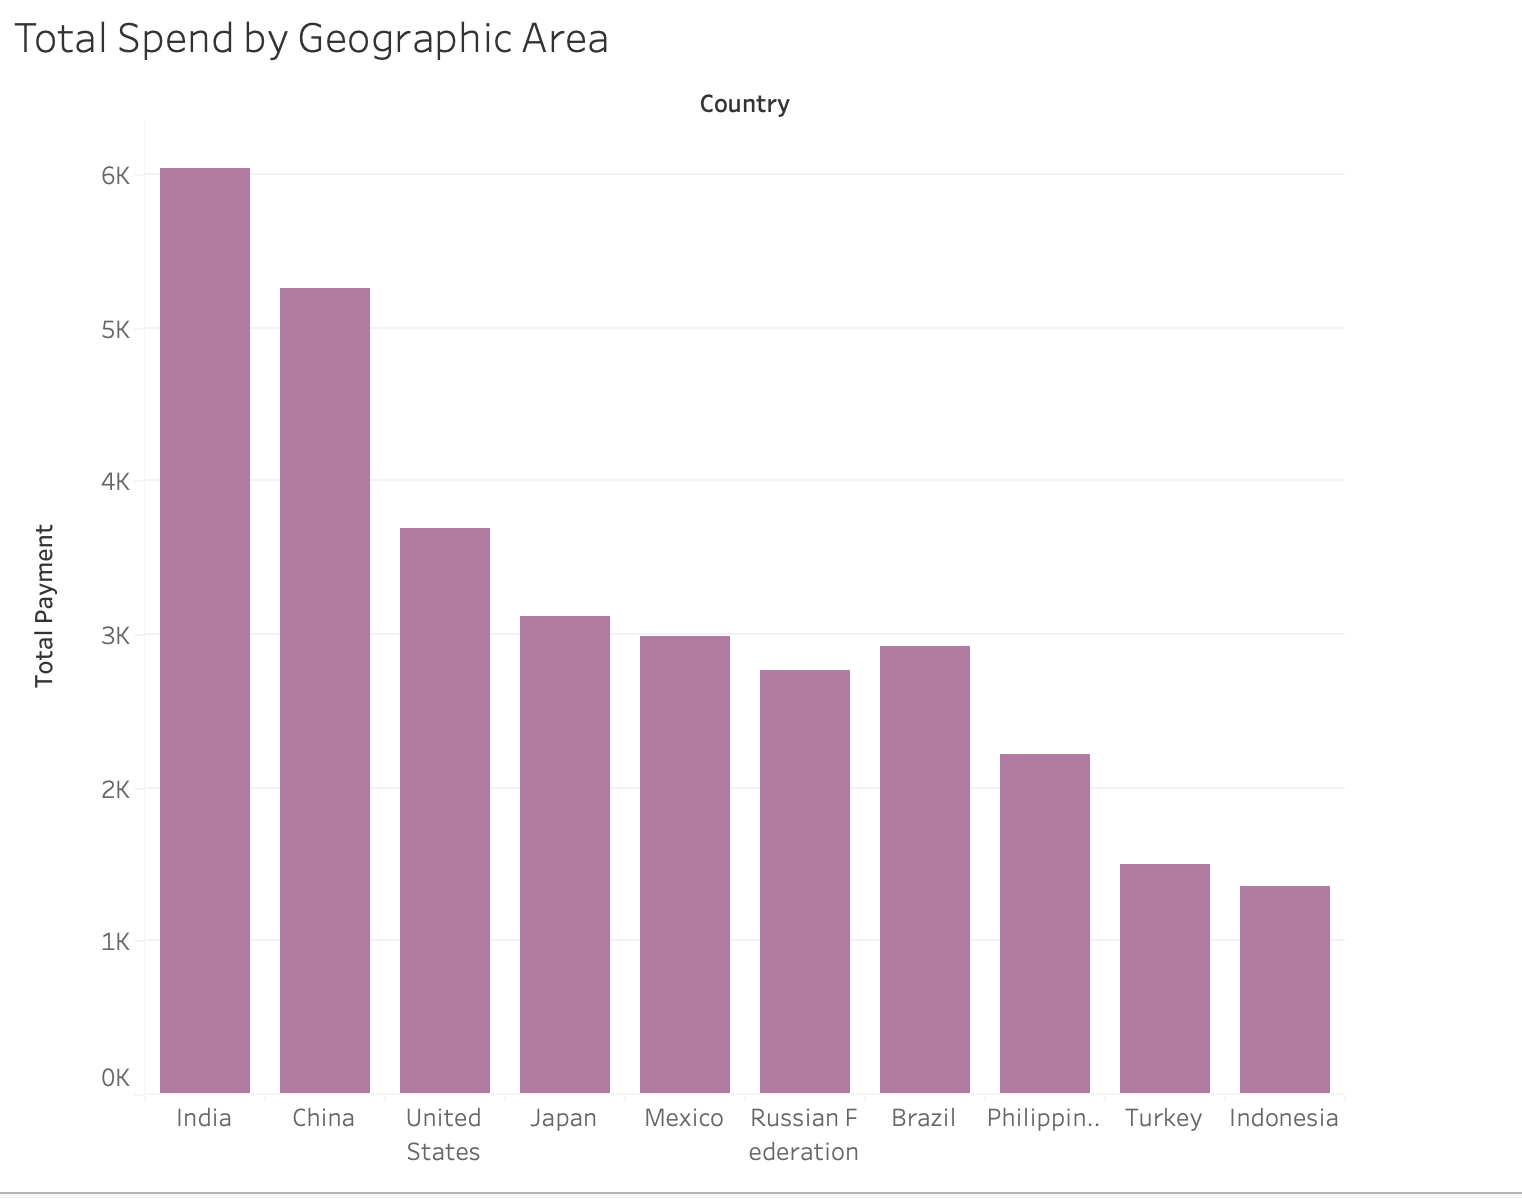 Total Spend by Geographic Area
Country
6K
5K
4K
3K
2K
1K
0K
Total Payment
India
China
United
States
Japan
Mexico
Russian F
ederation
Brazil
Philippin..
Turkey
Indonesia